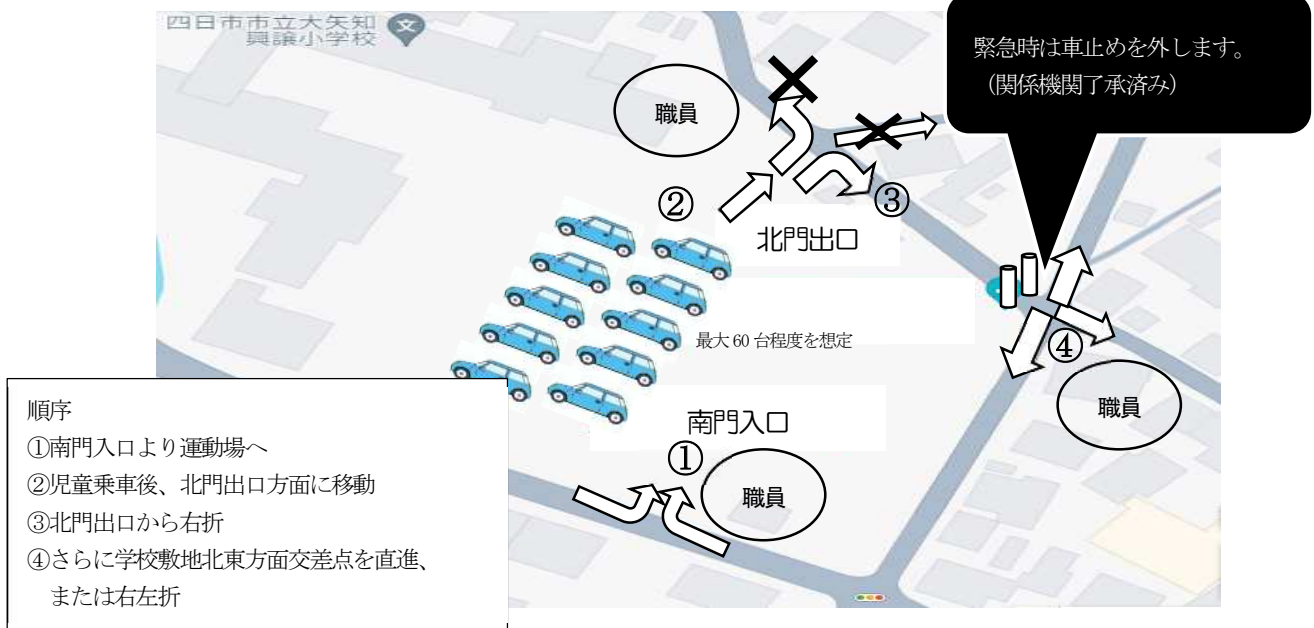 四日市市立大矢知
興譲小学校
文
緊急時は車止めを外します。
（関係機関了承済み）
職員
②
③
北門出口
最大60台程度を想定
④
職員
南門入口
①
職員
順序
①南門入口より運動場へ
②児童乗車後、北門出口方面に移動
③北門出口から右折
④さらに学校敷地北東方面交差点を直進、
または右左折